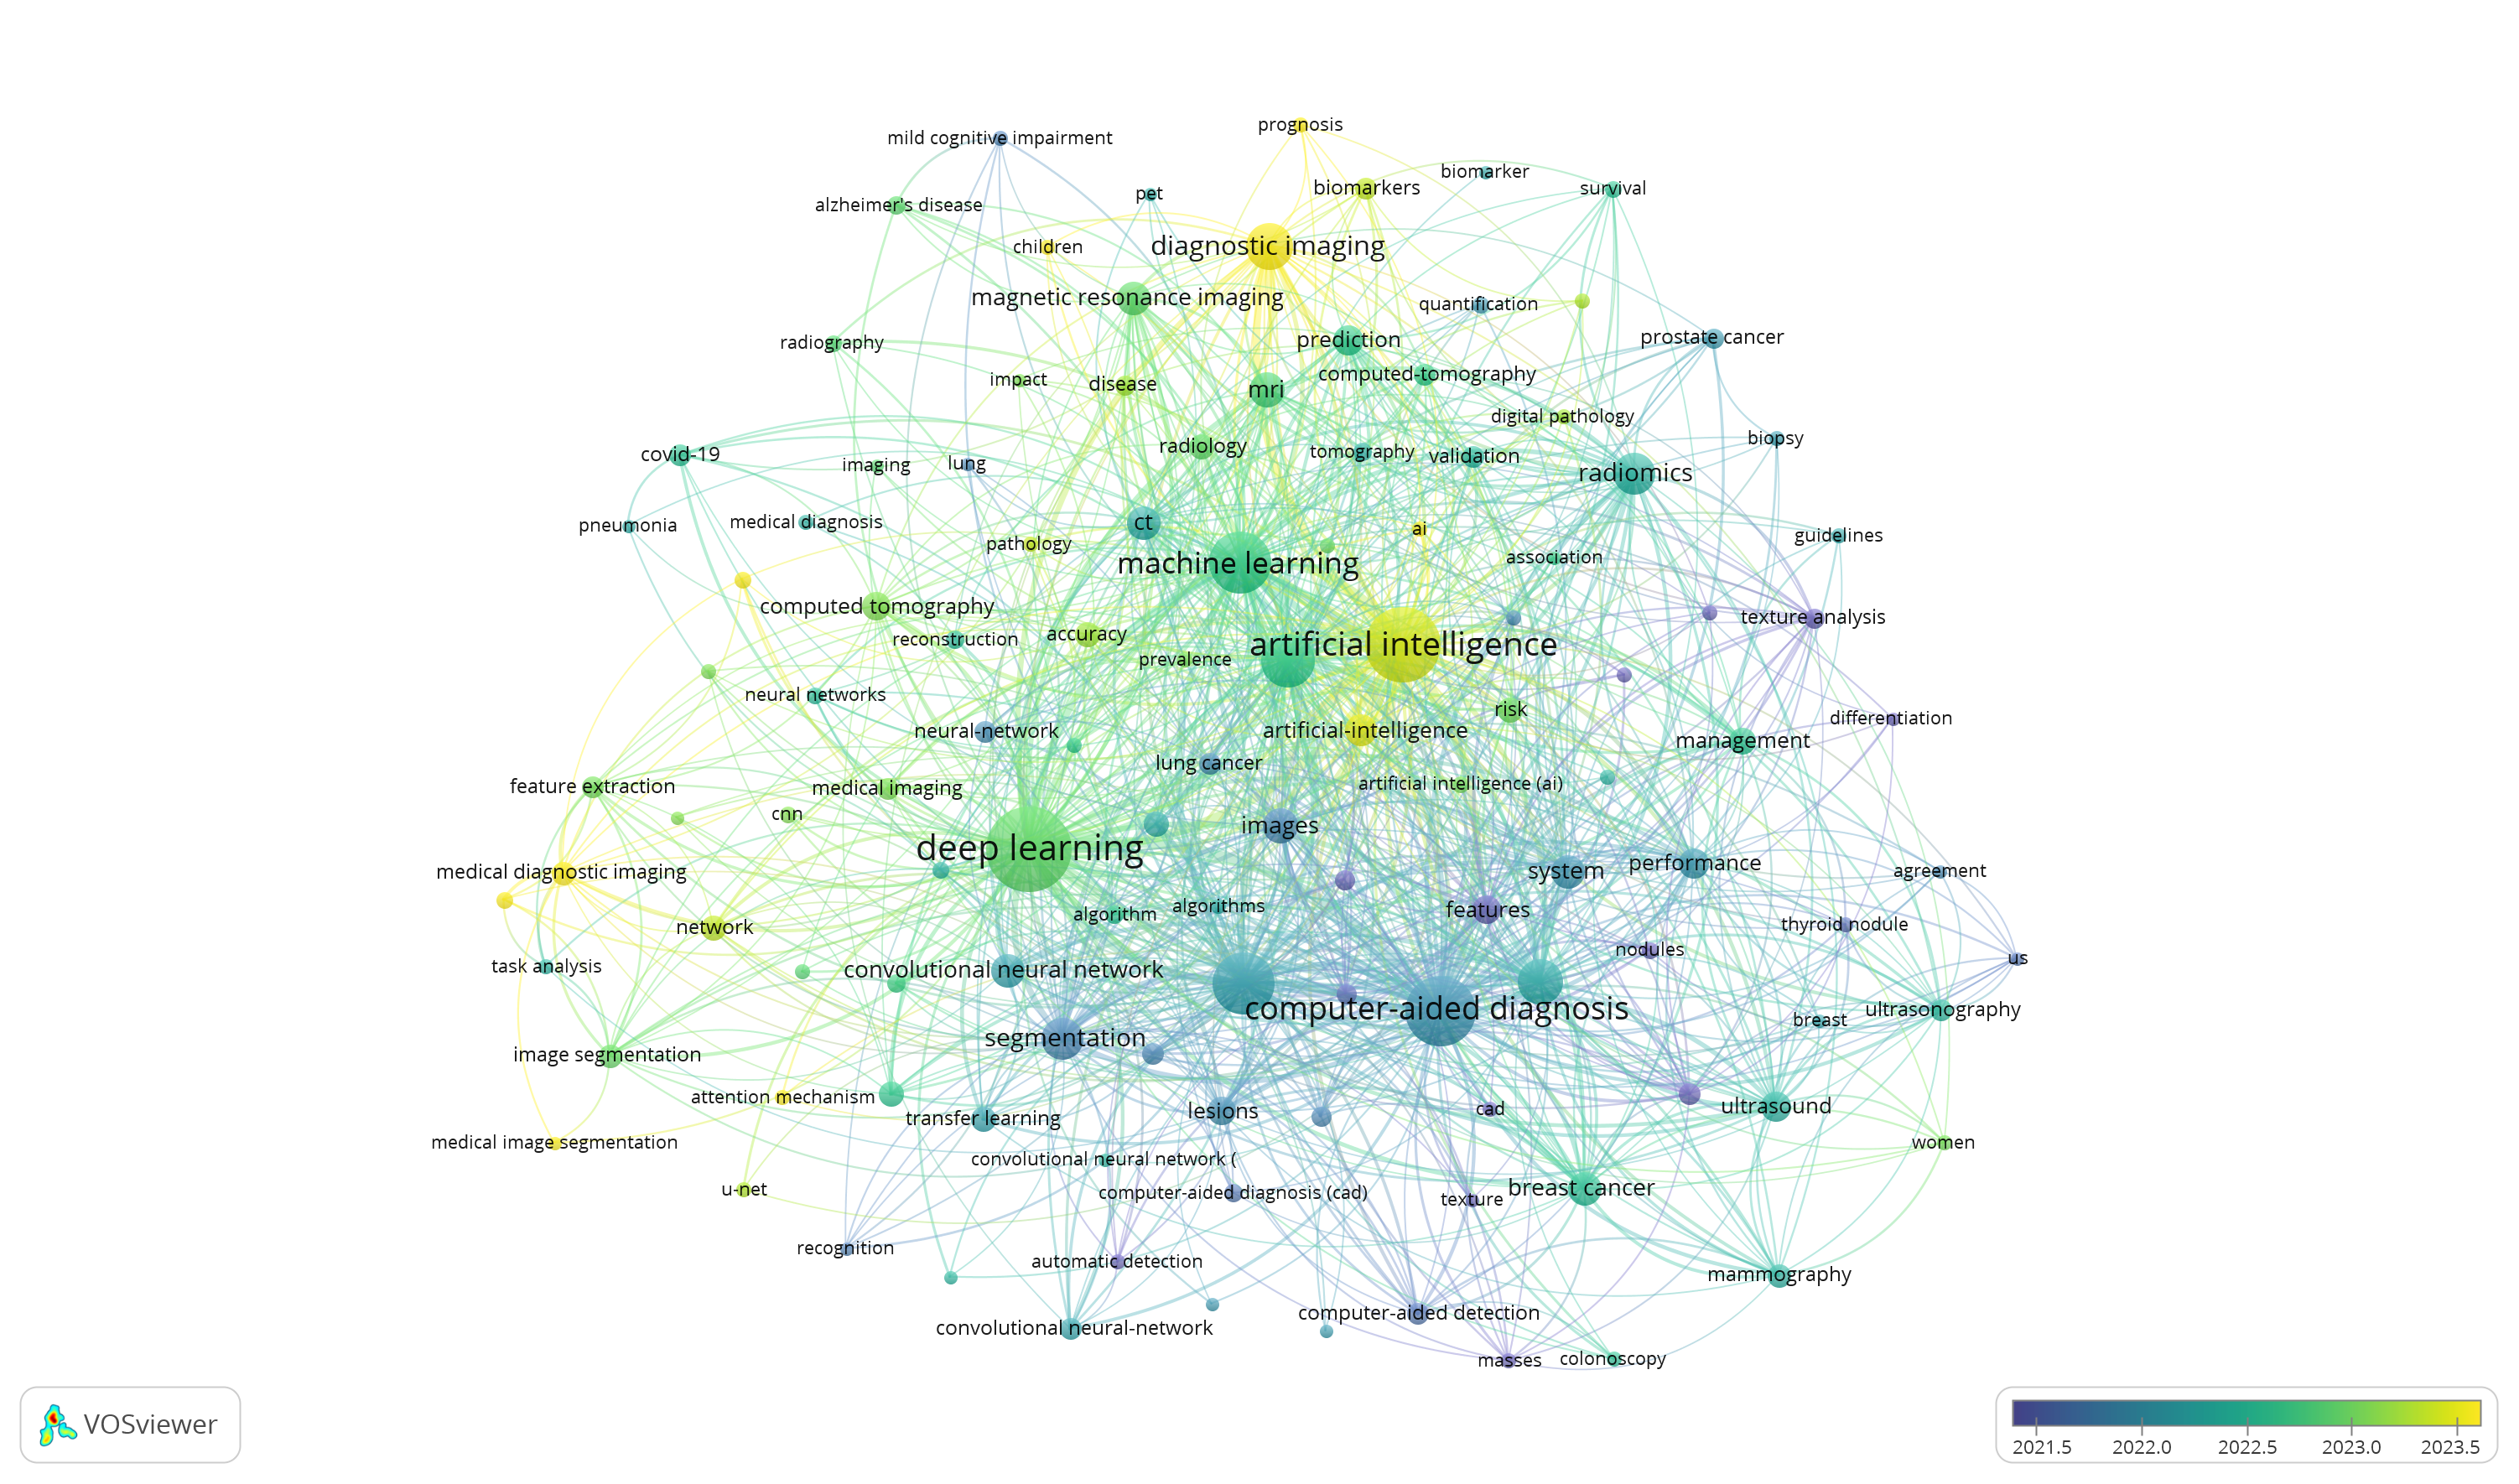 prognosis
mild cognitive impairment
biomarker
biomarkers
survival
pet
alzheimer's disease
children
diagnostic imaging
magnetic resonance imaging
quantification
prostate cancer
prediction
radiography
computed-tomography
impact
disease
mri
digital pathology
biopsy
radiology
tomography
validation
covid-19
imaging
lung
radiomics
pneumonia
medical diagnosis
ct
ai
guidelines
pathology
association
machine learning
computed tomography
texture analysis
reconstruction
accuracy
artificial intelligence
prevalence
neural networks
risk
differentiation
neural-network
artificial-intelligence
management
lung cancer
feature extraction
medical imaging
artificial intelligence (ai)
cnn
images
deep learning
performance
medical diagnostic imaging
system
agreement
algorithm
algorithms
features
network
thyroid nodule
nodules
us
task analysis
convolutional neural network
computer-aided diagnosis
ultrasonography
breast
segmentation
image segmentation
attention mechanism
transfer learning
lesions
cad
ultrasound
medical image segmentation
women
convolutional neural network (
u-net
computer-aided diagnosis (cad)
texture
breast cancer
recognition
automatic detection
mammography
computer-aided detection
convolutional neural-network
masses
colonoscopy
VOSviewer
2021.5 2022.0 2022.5 2023.0 2023.5